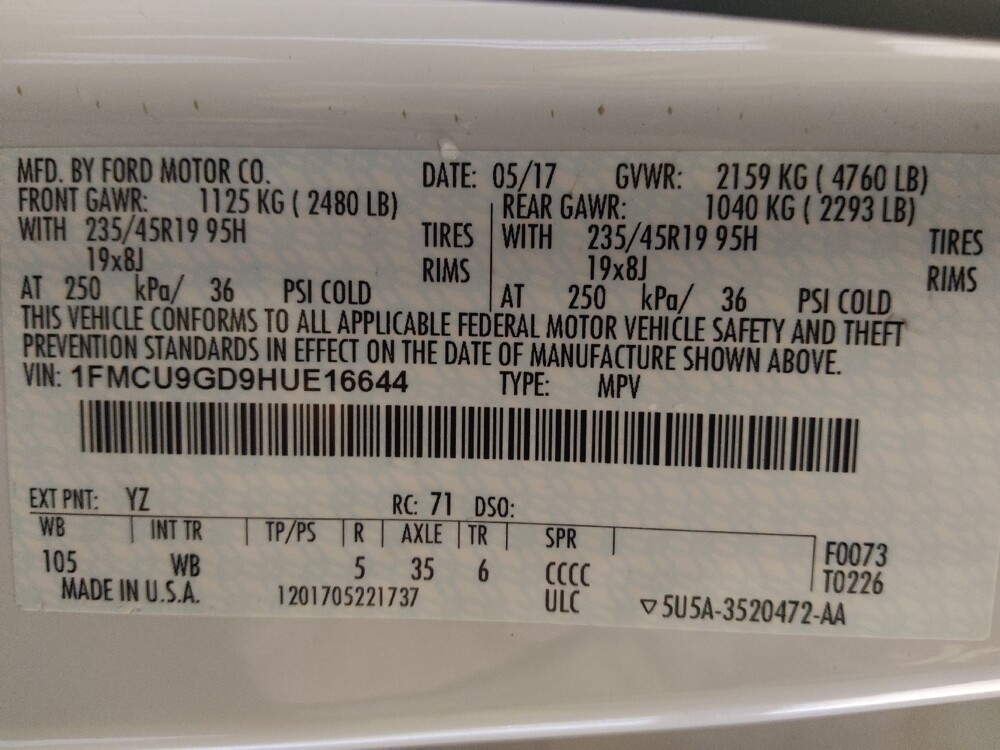 MFD. BY FORD MOTOR CO. DATE: 05/17 GVWR: 2159 KG ( 4760 LB)
FRONT GAWR: 1125 KG ( 2480 LB) REAR GAWR: 1040 KG ( 2293 LB)
WITH 235/45R19 95H TIRES WITH 235/45R19 95H TIRES
19x8J RIMS 19x8J RIMS
AT 250 kPa/ 36 PSI COLD AT 250 kPa/ 36 PSI COLD
THIS VEHICLE CONFORMS TO ALL APPLICABLE FEDERAL MOTOR VEHICLE SAFETY AND THEFT
PREVENTION STANDARDS IN EFFECT ON THE DATE OF MANUFACTURE SHOWN ABOVE.
VIN: 1FMCU9GD9HUE16644 TYPE: MPV
EXT PNT: YZ RC: 71 DSO:
WB INT TR TP/PS R AXLE TR SPR
105 WB 5 35 6 CCCC F0073
T0226
MADE IN U.S.A. 1201705221737 ULC ▽5U5A-3520472-AA